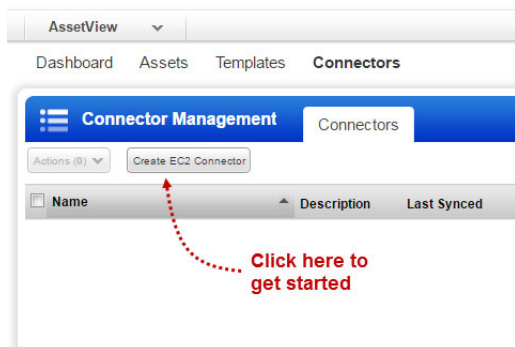 AssetView
Dashboard Assets Templates Connectors
Connector Management Connectors
Actions (0) Create EC2 Connector
Name Description Last Synced
Click here to
get started